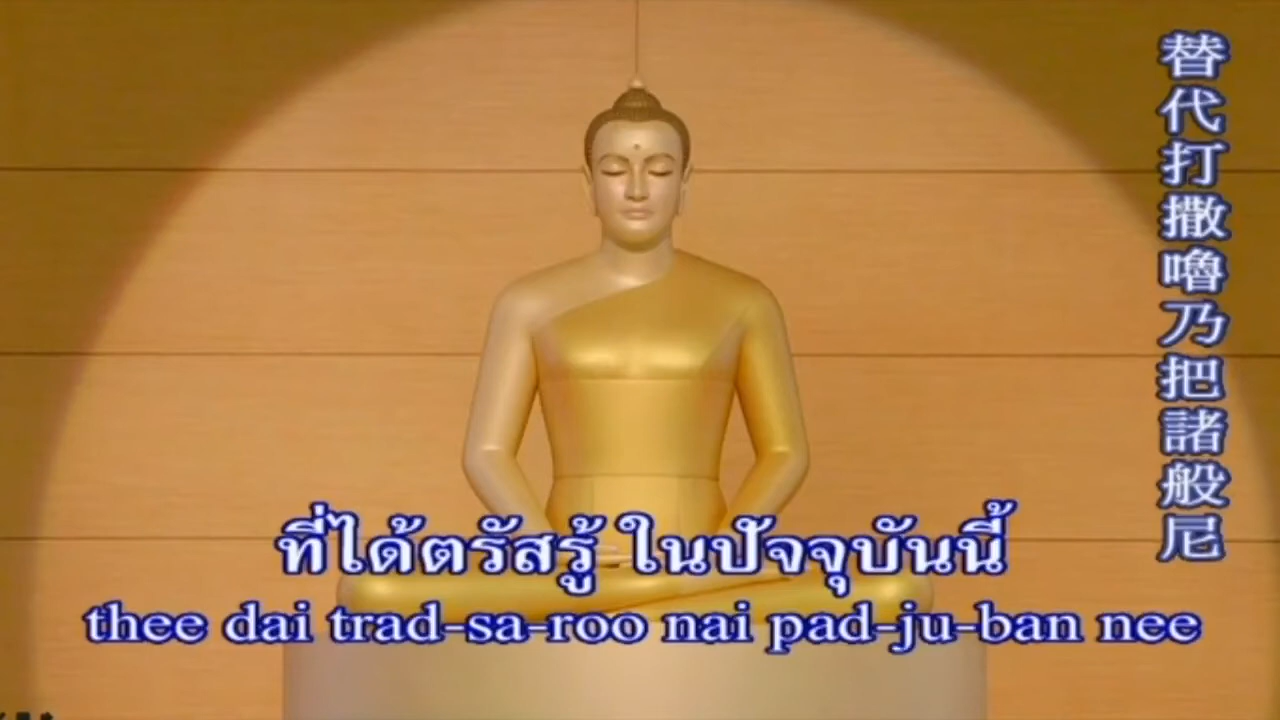 替代打撒嚕乃把諸般尼
ที่ได้ตรัสรู้ ในปัจจุบันนี้
thee dai trad-sa-roo nai pad-ju-ban nee